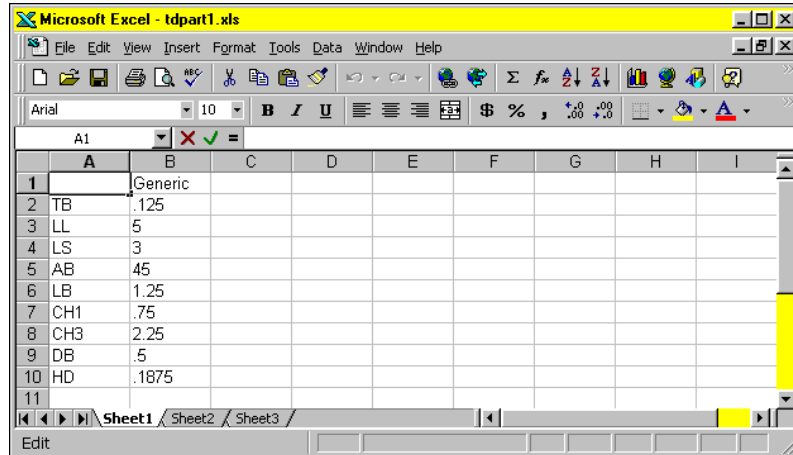 Microsoft Excel - tdpart1.xls
File Edit View Insert Format Tools Data Window Help
Arial 10 B I U $ % , .00 .00 A
A1 =
A B C D E F G H I
1 Generic
2 TB .125
3 LL 5
4 LS 3
5 AB 45
6 LB 1.25
7 CH1 .75
8 CH3 2.25
9 DB .5
10 HD .1875
11
Sheet1 Sheet2 Sheet3
Edit